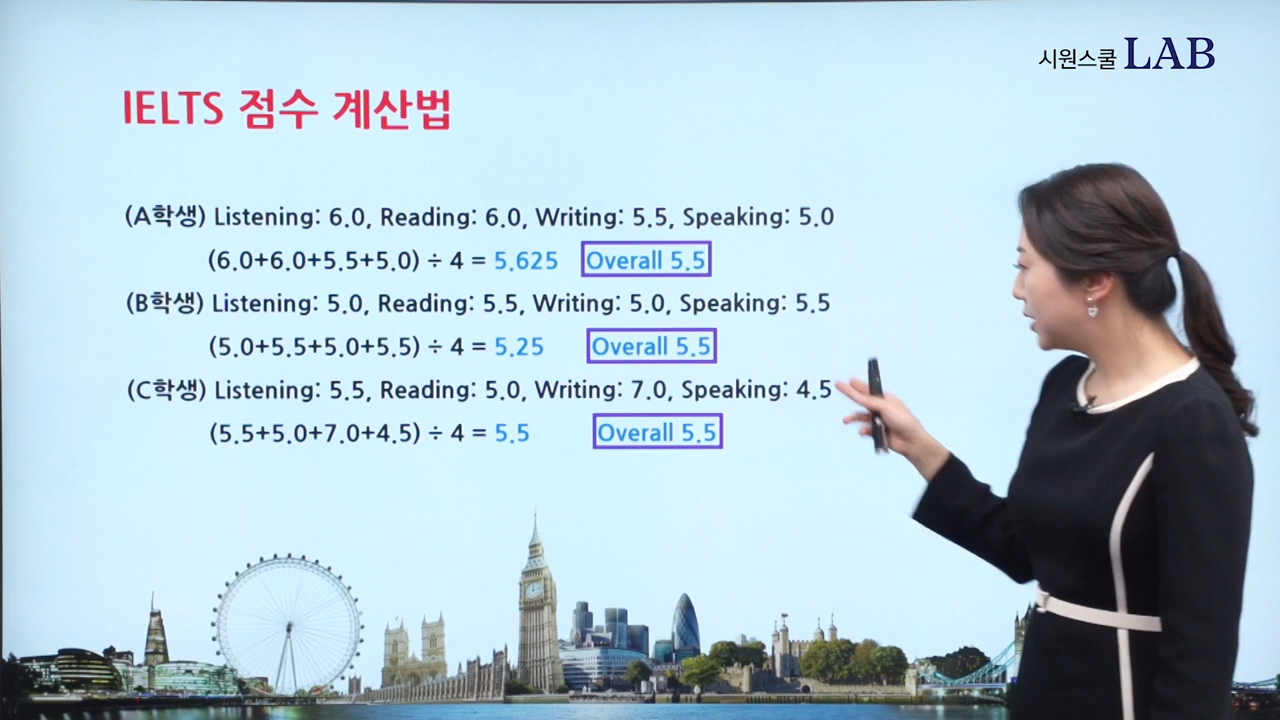 시원스쿨 LAB
IELTS 점수 계산법
(A학생) Listening: 6.0, Reading: 6.0, Writing: 5.5, Speaking: 5.0
(6.0+6.0+5.5+5.0) ÷ 4 = 5.625 Overall 5.5
(B학생) Listening: 5.0, Reading: 5.5, Writing: 5.0, Speaking: 5.5
(5.0+5.5+5.0+5.5) ÷ 4 = 5.25 Overall 5.5
(C학생) Listening: 5.5, Reading: 5.0, Writing: 7.0, Speaking: 4.5
(5.5+5.0+7.0+4.5) ÷ 4 = 5.5 Overall 5.5